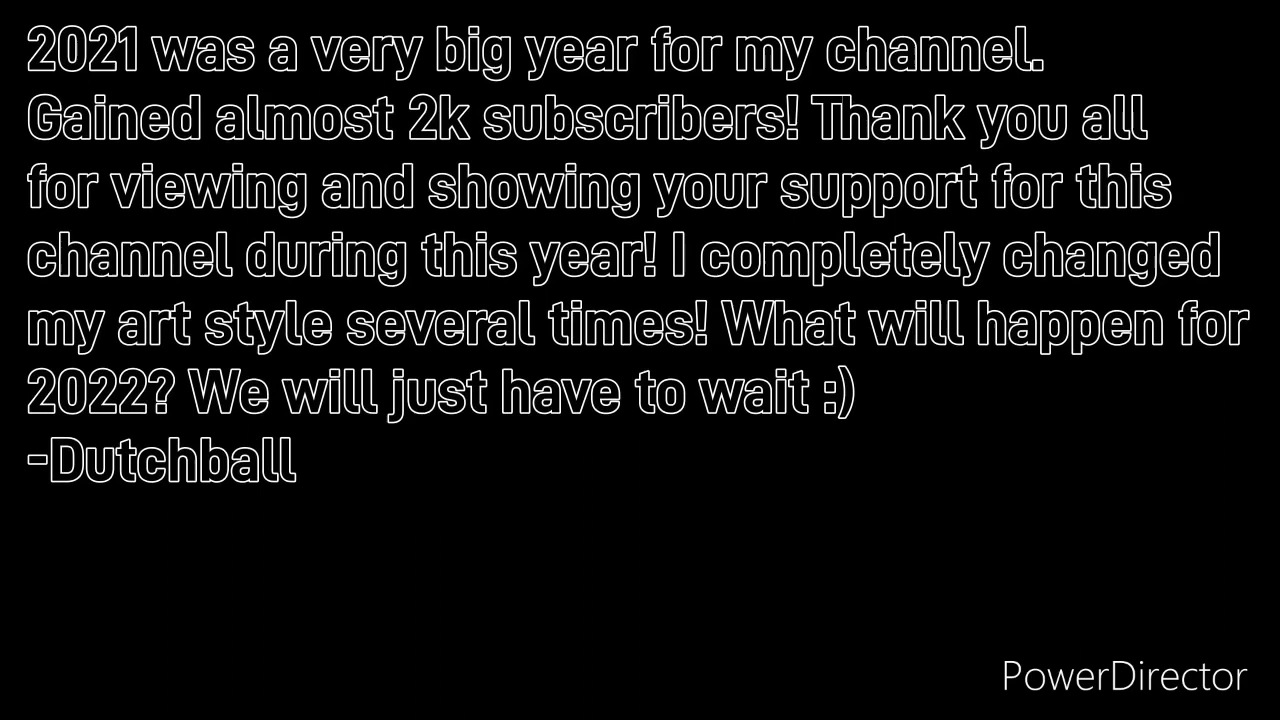 2021 was a very big year for my channel.
Gained almost 2k subscribers! Thank you all
for viewing and showing your support for this
channel during this year! I completely changed
my art style several times! What will happen for
2022? We will just have to wait :)
-Dutchball
PowerDirector